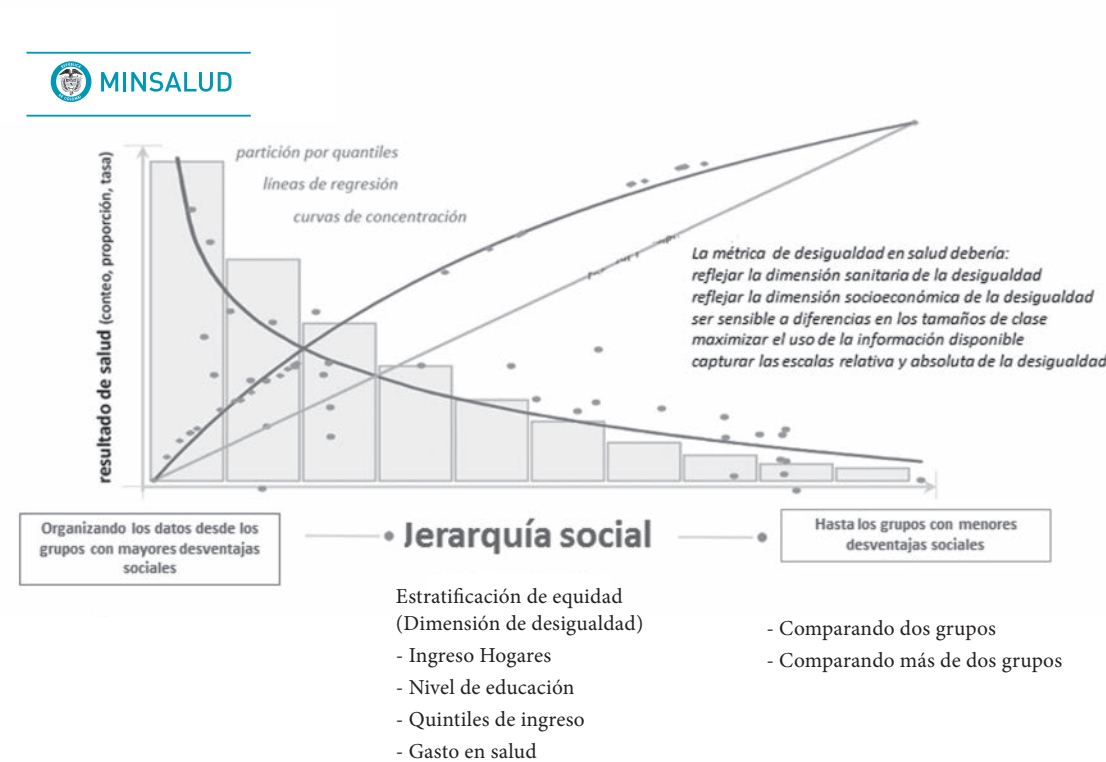 MINSALUD
partición por quantiles
líneas de regresión
curvas de concentración
resultado de salud (conteo, proporción, tasa)
La métrica de desigualdad en salud debería:
reflejar la dimensión sanitaria de la desigualdad
reflejar la dimensión socioeconómica de la desigualdad
ser sensible a diferencias en los tamaños de clase
maximizar el uso de la información disponible
capturar las escalas relativa y absoluta de la desigualdad
Organizando los datos desde los
grupos con mayores desventajas
sociales
Jerarquía social
Hasta los grupos con menores
desventajas sociales
Estratificación de equidad
(Dimensión de desigualdad)
- Ingreso Hogares
- Nivel de educación
- Quintiles de ingreso
- Gasto en salud
- Comparando dos grupos
- Comparando más de dos grupos